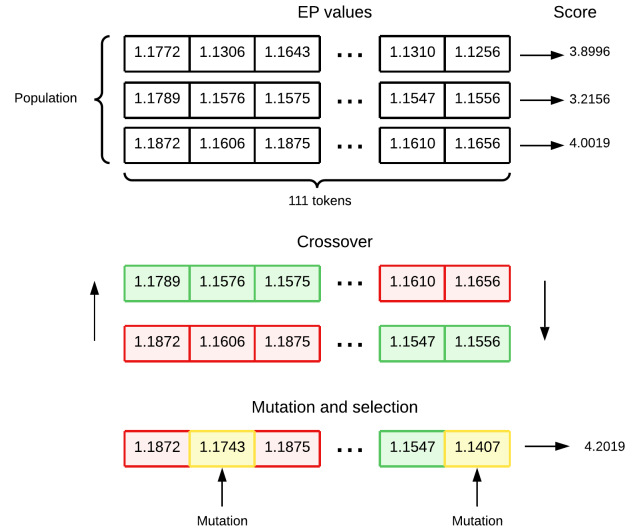 EP values Score
1.1772 1.1306 1.1643 ... 1.1310 1.1256 3.8996
Population 1.1789 1.1576 1.1575 ... 1.1547 1.1556 3.2156
1.1872 1.1606 1.1875 ... 1.1610 1.1656 4.0019
111 tokens
Crossover
1.1789 1.1576 1.1575 ... 1.1610 1.1656
1.1872 1.1606 1.1875 ... 1.1547 1.1556
Mutation and selection
1.1872 1.1743 1.1875 ... 1.1547 1.1407 4.2019
Mutation Mutation